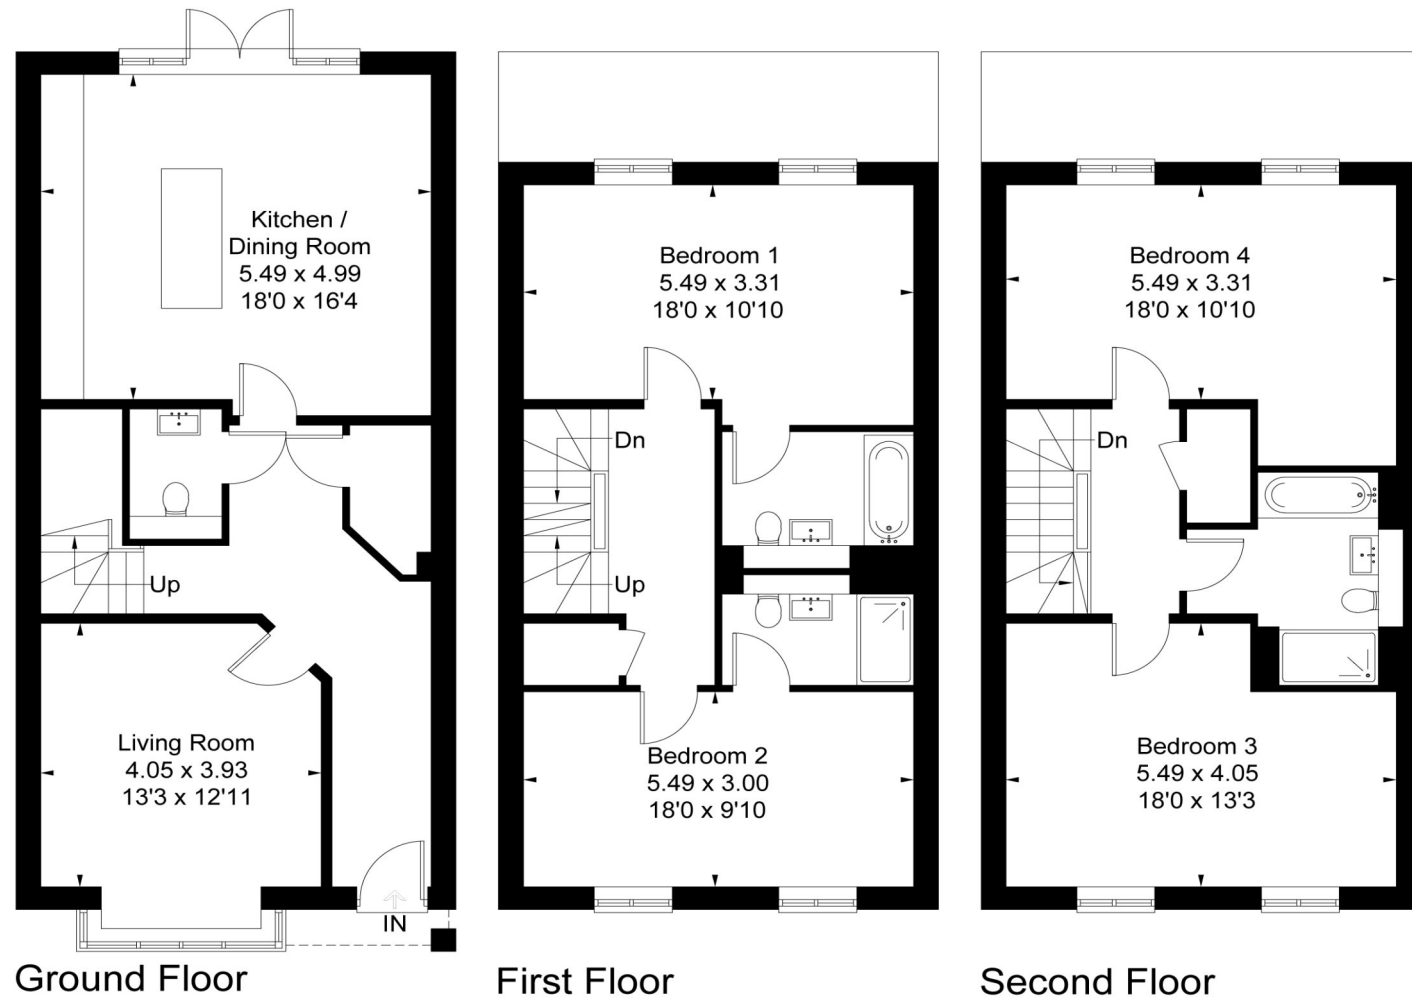 Kitchen /
Dining Room
5.49 x 4.99
18'0 x 16'4
Up
Living Room
4.05 x 3.93
13'3 x 12'11
IN
Ground Floor
Bedroom 1
5.49 x 3.31
18'0 x 10'10
Dn
Up
Bedroom 2
5.49 x 3.00
18'0 x 9'10
First Floor
Bedroom 4
5.49 x 3.31
18'0 x 10'10
Dn
Bedroom 3
5.49 x 4.05
18'0 x 13'3
Second Floor